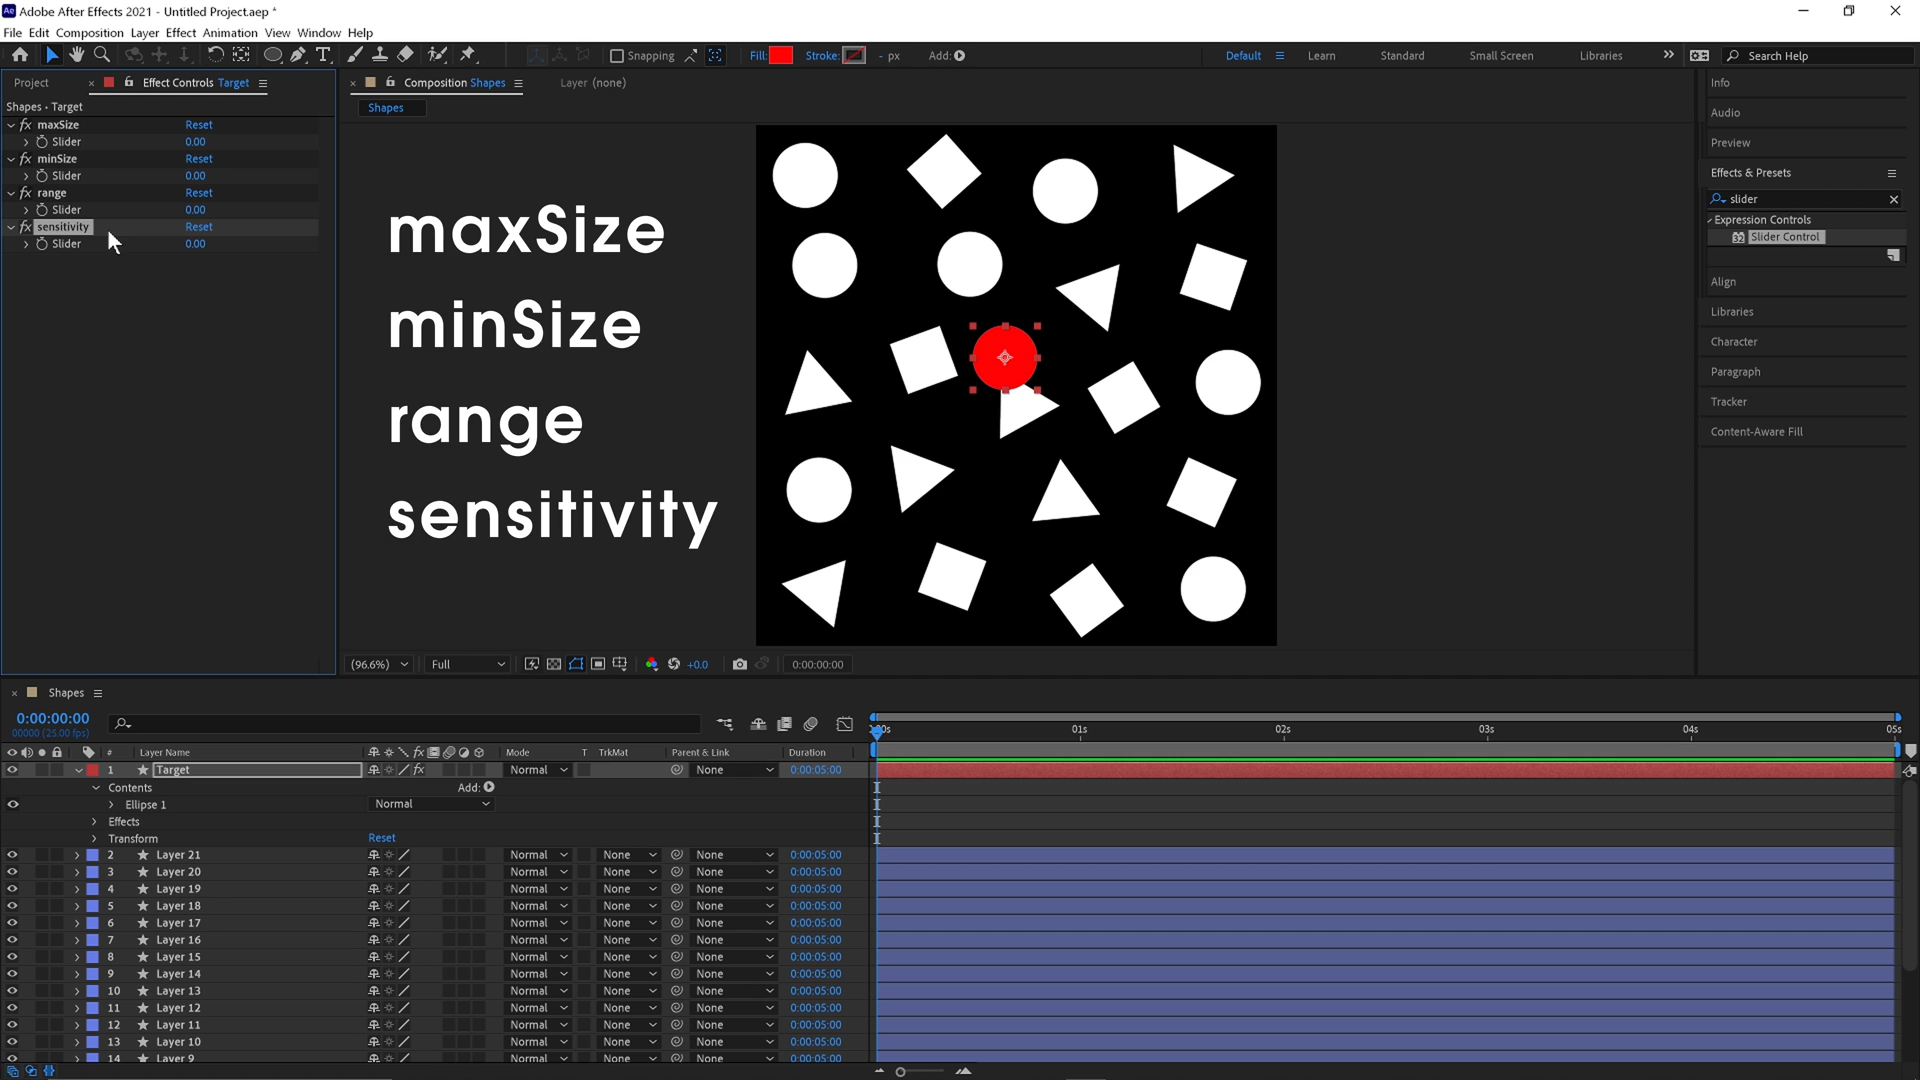 Adobe After Effects 2021 - Untitled Project.aep *
File Edit Composition Layer Effect Animation View Window Help
Snapping Fill: Stroke: - px Add: Default Learn Standard Small Screen Libraries Search Help
Project Effect Controls Target
Shapes • Target
fx maxSize Reset
Slider 0.00
fx minSize Reset
Slider 0.00
fx range Reset
Slider 0.00
fx sensitivity Reset
Slider 0.00
Composition Shapes Layer (none)
Shapes
maxSize
minSize
range
sensitivity
(96.6%) Full +0.0 0:00:00:00
Info
Audio
Preview
Effects & Presets
slider
Expression Controls
32 Slider Control
Align
Libraries
Character
Paragraph
Tracker
Content-Aware Fill
Shapes
0:00:00:00
00000 (25.00 fps)
01s 02s 03s 04s 05s
# Layer Name fx Mode T TrkMat Parent & Link Duration
1 Target fx Normal None 0:00:05:00
Contents Add:
Ellipse 1 Normal
Effects
Transform Reset
2 Layer 21 Normal None None 0:00:05:00
3 Layer 20 Normal None None 0:00:05:00
4 Layer 19 Normal None None 0:00:05:00
5 Layer 18 Normal None None 0:00:05:00
6 Layer 17 Normal None None 0:00:05:00
7 Layer 16 Normal None None 0:00:05:00
8 Layer 15 Normal None None 0:00:05:00
9 Layer 14 Normal None None 0:00:05:00
10 Layer 13 Normal None None 0:00:05:00
11 Layer 12 Normal None None 0:00:05:00
12 Layer 11 Normal None None 0:00:05:00
13 Layer 10 Normal None None 0:00:05:00
14 Layer 9 Normal None None 0:00:05:00